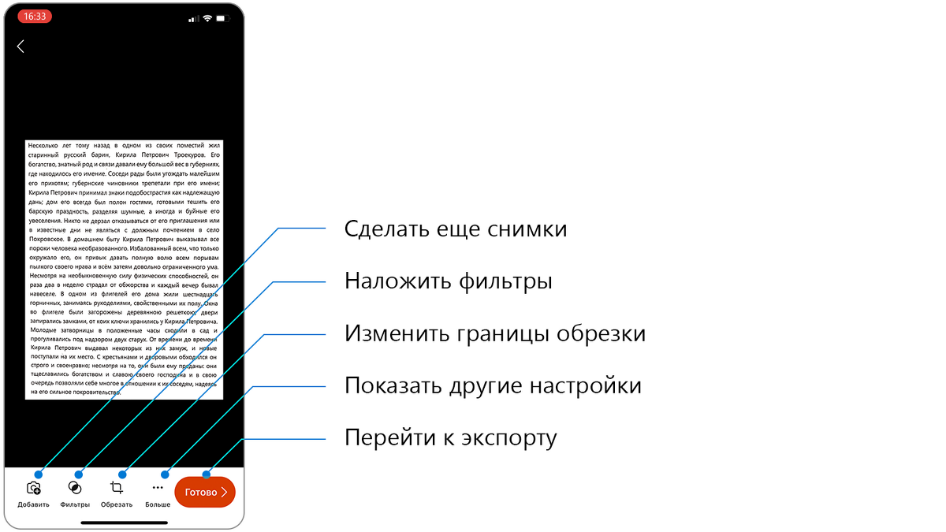 16:33
Несколько лет тому назад в одном из своих поместий жил
старинный русский барин, Кирила Петрович Троекуров. Его
богатство, знатный род и связи давали ему большой вес в губерниях,
где находилось его имение. Соседи рады были угождать малейшим
его прихотям; губернские чиновники трепетали при его имени;
Кирила Петрович принимал знаки подобострастия как надлежащую
дань; дом его всегда был полон гостями, готовыми тешить его
барскую праздность, разделяя шумные, а иногда и буйные его
увеселения. Никто не дерзал отказываться от его приглашения или
в известные дни не являться с должным почтением в село
Покровское. В домашнем быту Кирила Петрович выказывал все
пороки человека необразованного. Избалованный всем, что только
окружало его, он привык давать полную волю всем порывам
пылкого своего нрава и всем затеям довольно ограниченного ума.
Несмотря на необыкновенную силу физических способностей, он
раза два в неделю страдал от обжорства и каждый вечер бывал
навеселе. В одном из флигелей его дома жили шестнадцать
горничных, занимаясь рукоделиями, свойственными их полу. Окна
во флигеле были загорожены деревянною решеткою; двери
запирались замками, от коих ключи хранились у Кирила Петровича.
Молодые затворницы в положенные часы сходили в сад и
прогуливались под надзором двух старух. От времени до времени
Кирила Петрович выдавал некоторых из них замуж, и новые
поступали на их место. С крестьянами и дворовыми обходился он
строго и своенравно; несмотря на то, они были ему преданы: они
тщеславились богатством и славою своего господина и в свою
очередь позволяли себе многое в отношении к их соседям, надеясь
на его сильное покровительство.
Сделать еще снимки
Наложить фильтры
Изменить границы обрезки
Показать другие настройки
Перейти к экспорту
Добавить
Фильтры
Обрезать
Больше
Готово